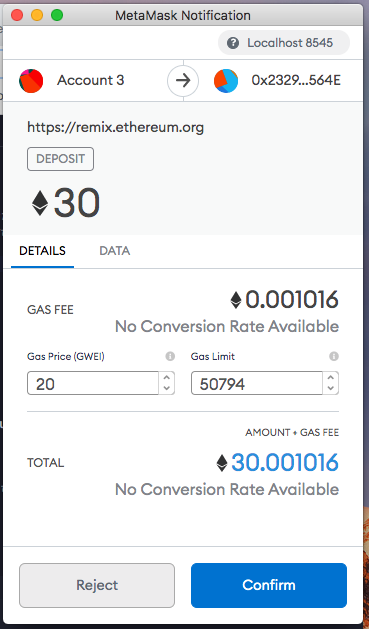 MetaMask Notification
Localhost 8545
Account 3
0x2329...564E
https://remix.ethereum.org
DEPOSIT
30
DETAILS DATA
GAS FEE
0.001016
No Conversion Rate Available
Gas Price (GWEI) Gas Limit
20 50794
AMOUNT + GAS FEE
TOTAL
30.001016
No Conversion Rate Available
Reject Confirm